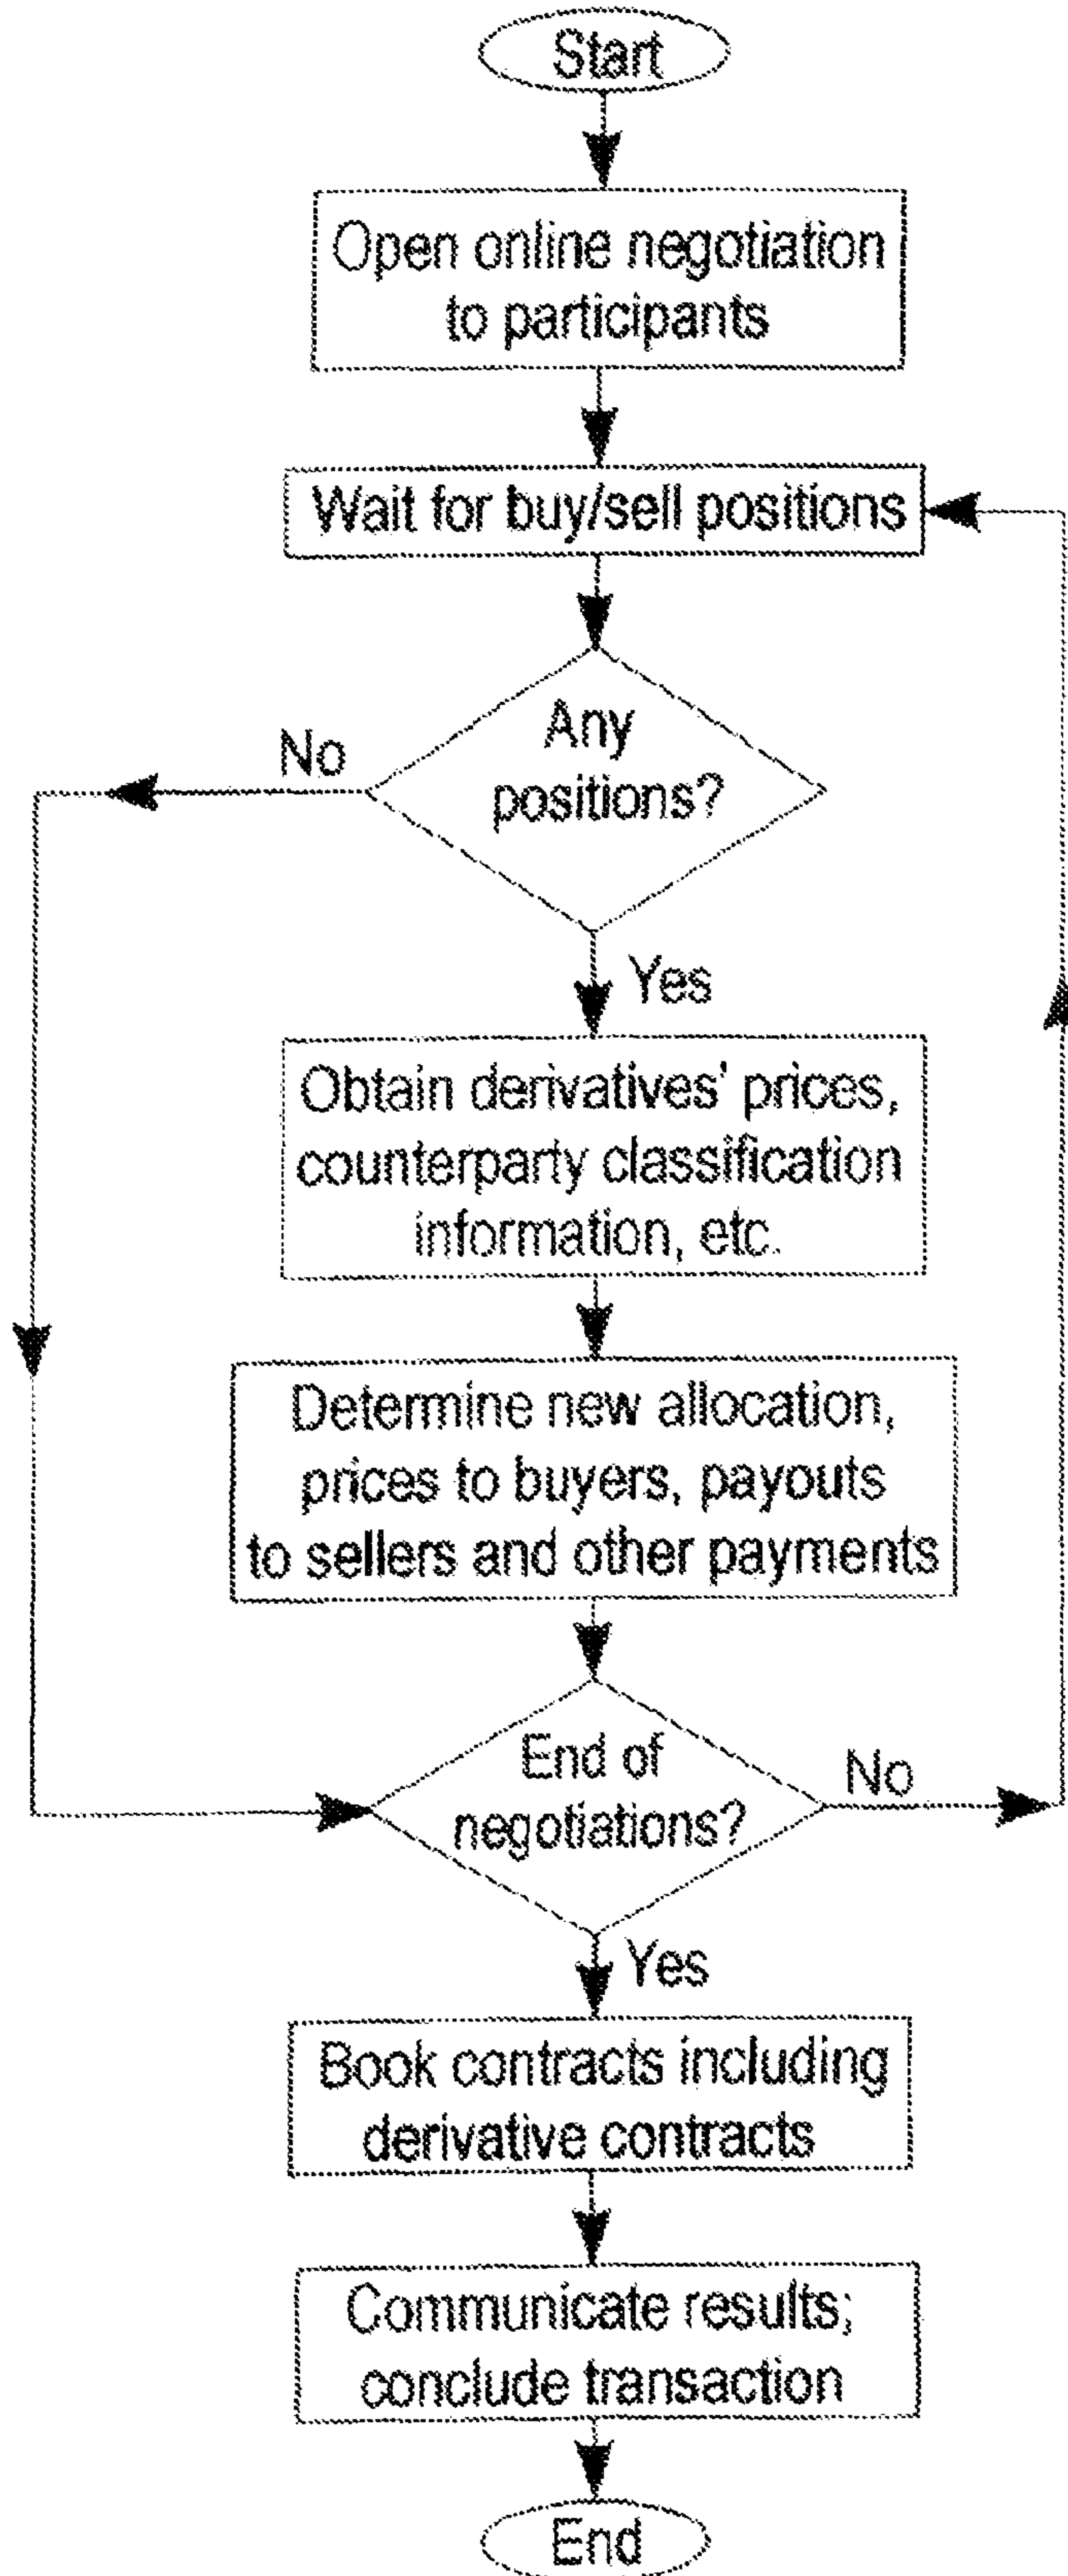 Start
Open online negotiation
to participants
Wait for buy/sell positions
Any
positions?
No
Yes
Obtain derivatives' prices,
counterparty classification
information, etc.
Determine new allocation,
prices to buyers, payouts
to sellers and other payments
End of
negotiations?
No
Yes
Book contracts including
derivative contracts
Communicate results;
conclude transaction
End